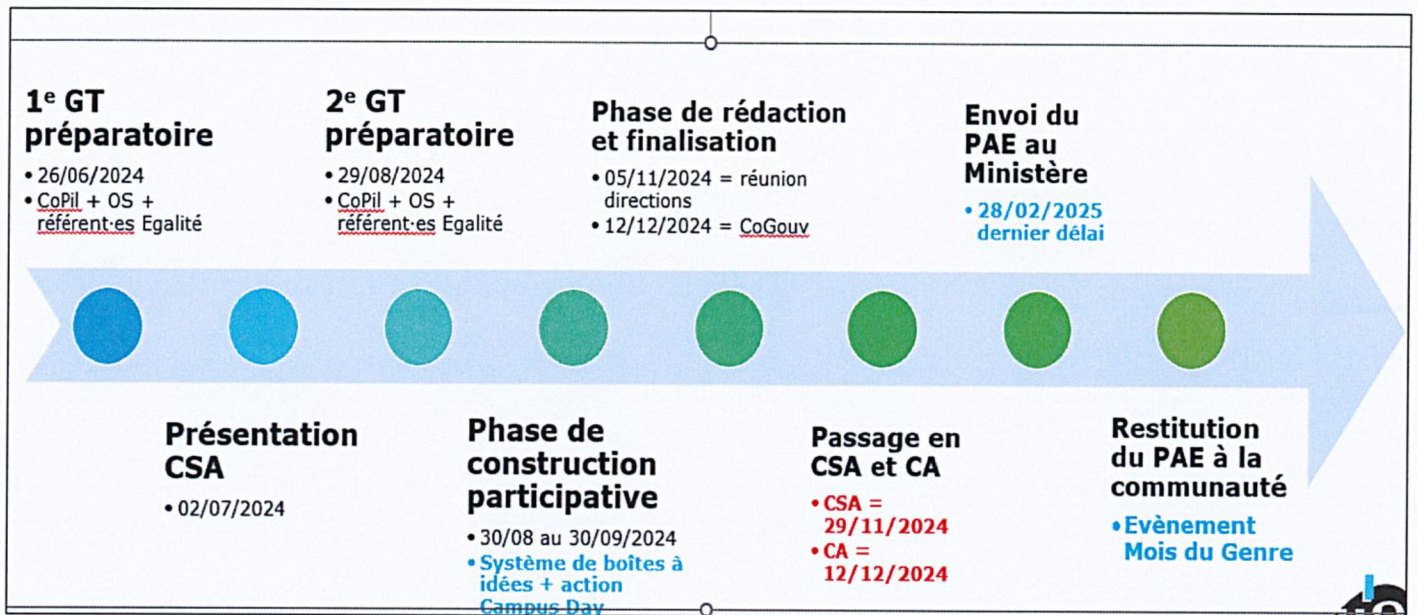 1e GT
préparatoire
• 26/06/2024
• CoPil + OS +
référent·es Egalité
2e GT
préparatoire
• 29/08/2024
• CoPil + OS +
référent·es Egalité
Phase de rédaction
et finalisation
• 05/11/2024 = réunion
directions
• 12/12/2024 = CoGouv
Envoi du
PAE au
Ministère
• 28/02/2025
dernier délai
Présentation
CSA
• 02/07/2024
Phase de
construction
participative
• 30/08 au 30/09/2024
• Système de boîtes à
idées + action
Campus Day
Passage en
CSA et CA
• CSA =
29/11/2024
• CA =
12/12/2024
Restitution
du PAE à la
communauté
• Evènement
Mois du Genre